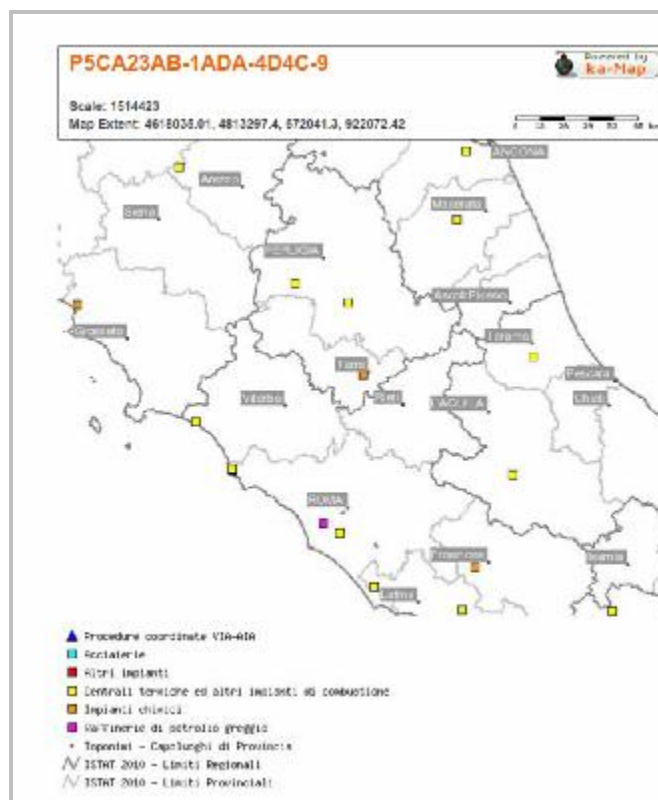 P5CA23AB-1ADA-4D4C-9
Powered by
ka-Map
Scale: 1514423
Map Extent: 4618036.01, 4813297.4, 672041.3, 922072.42
ANCONA
Arezzo
Siena
Macerata
PERUGIA
Ascoli Piceno
Grosseto
Teramo
Terni
Pescara
Viterbo
Rieti
L'AQUILA
Chieti
ROMA
Frosinone
Isernia
Latina
Procedure coordinate VIA-AIA
Acciaierie
Altri impianti
Centrali termiche ed altri impianti di combustione
Impianti chimici
Raffinerie di petrolio greggio
Toponimi - Capoluoghi di Provincia
ISTAT 2010 - Limiti Regionali
ISTAT 2010 - Limiti Provinciali